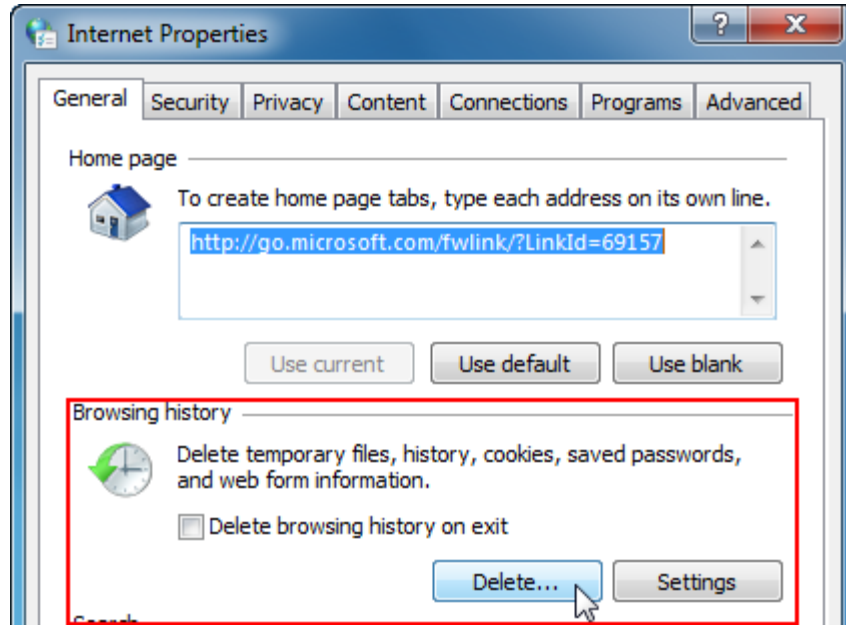 Internet Properties
?
X
General Security Privacy Content Connections Programs Advanced
Home page
To create home page tabs, type each address on its own line.
http://go.microsoft.com/fwlink/?LinkId=69157
Use current Use default Use blank
Browsing history
Delete temporary files, history, cookies, saved passwords,
and web form information.
Delete browsing history on exit
Delete... Settings
Search